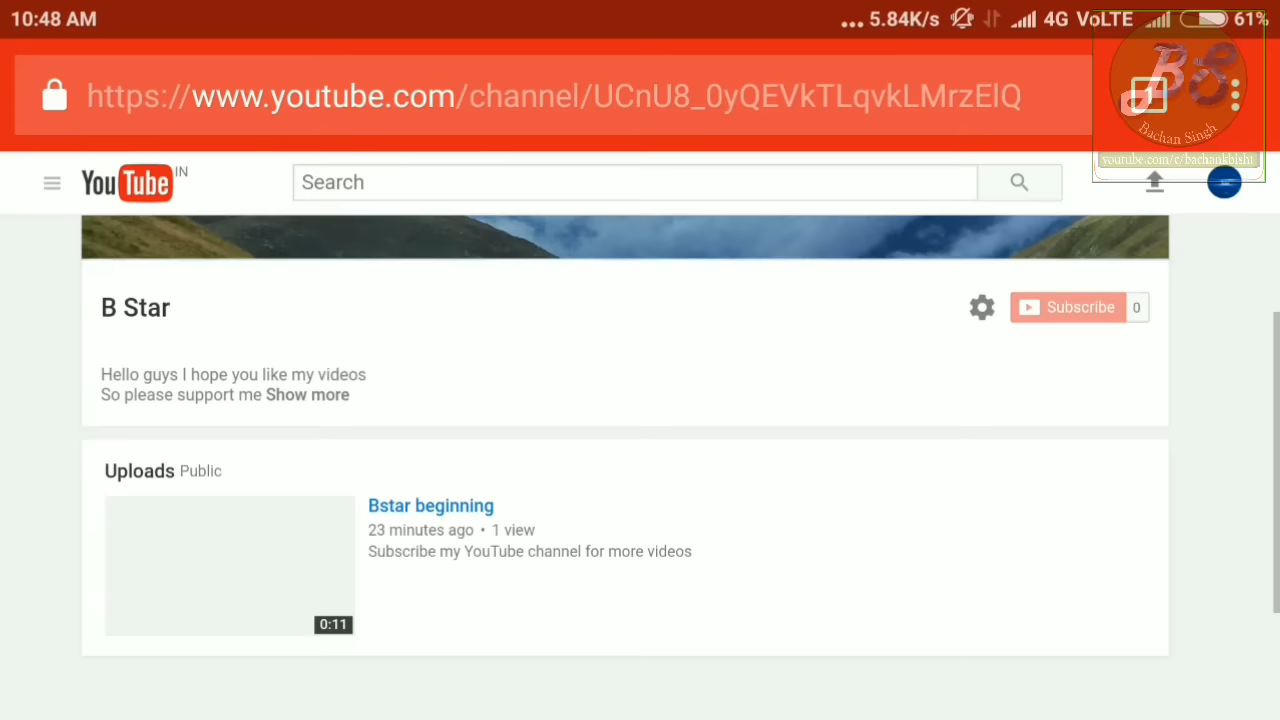 10:48 AM
... 5.84K/s 4G VoLTE 61%
https://www.youtube.com/channel/UCnU8_0yQEVkTLqvkLMrzElQ
1
B8
Bachan Singh
youtube.com/c/bachankbisht
YouTube IN
Search
B Star
Subscribe 0
Hello guys I hope you like my videos
So please support me Show more
Uploads Public
Bstar beginning
23 minutes ago • 1 view
Subscribe my YouTube channel for more videos
0:11